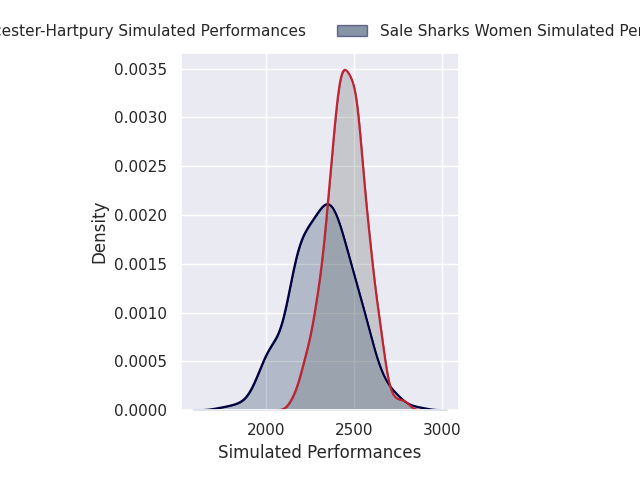 cester-Hartpury Simulated Performances
Sale Sharks Women Simulated Per
0.0035
0.0030
0.0025
0.0020
0.0015
0.0010
0.0005
0.0000
Density
2000
2500
3000
Simulated Performances